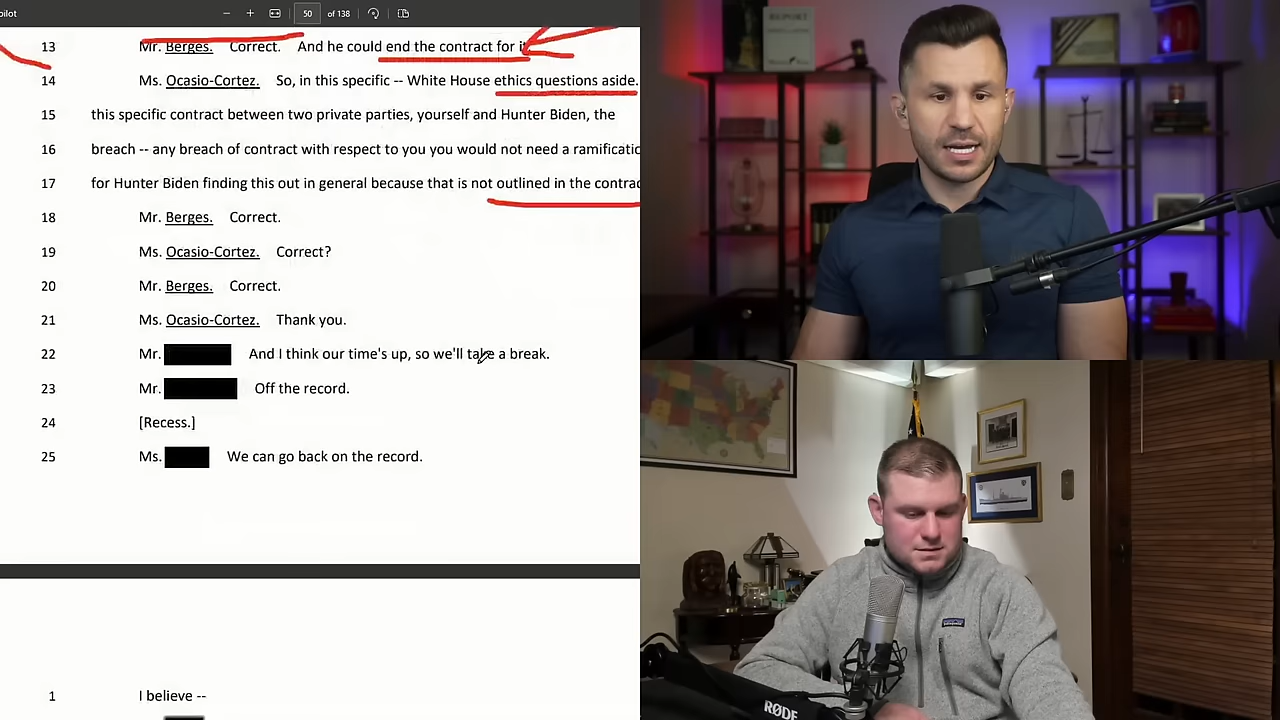 pilot
50 of 138
13 Mr. Berges. Correct. And he could end the contract for
14 Ms. Ocasio-Cortez. So, in this specific -- White House ethics questions aside.
15 this specific contract between two private parties, yourself and Hunter Biden, the
16 breach -- any breach of contract with respect to you you would not need a
17 for Hunter Biden finding this out in general because that is not outlined in the
18 Mr. Berges. Correct.
19 Ms. Ocasio-Cortez. Correct?
20 Mr. Berges. Correct.
21 Ms. Ocasio-Cortez. Thank you.
22 Mr. And I think our time's up, so we'll take a break.
23 Mr. Off the record.
24 [Recess.]
25 Ms. We can go back on the record.
1 I believe --
REPORT
patagonia
RØDE